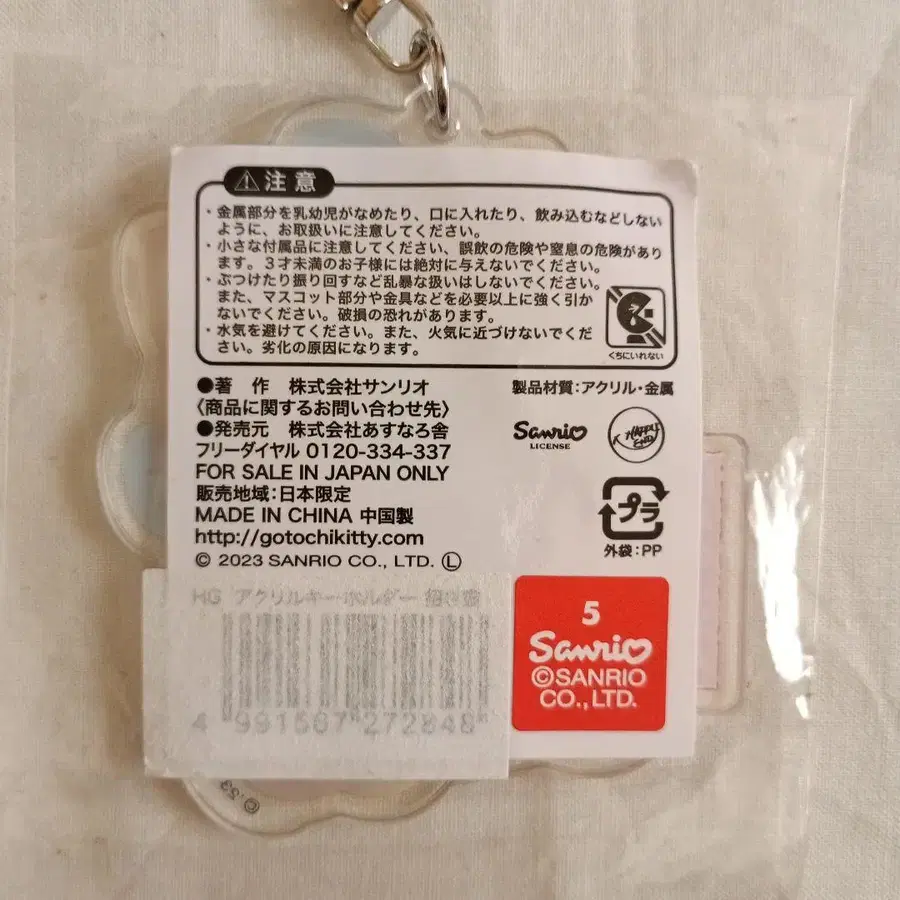 ⚠注意
・金属部分を乳幼児がなめたり、口に入れたり、飲み込むなどしない
ように、お取扱いに注意してください。
・小さな付属品に注意してください、誤飲の危険や窒息の危険があり
ます。3才未満のお子様には絶対に与えないでください。
・ぶつけたり振り回すなど乱暴な扱いはしないでください。
また、マスコット部分や金具などを必要以上に強く引か
ないでください。破損の恐れがあります。
・水気を避けてください。また、火気に近づけないでくだ
さい。劣化の原因になります。
くちにいれない
●著 作 株式会社サンリオ
〈商品に関するお問い合わせ先〉
●発売元 株式会社あすなろ舎
フリーダイヤル 0120-334-337
FOR SALE IN JAPAN ONLY
販売地域:日本限定
MADE IN CHINA 中国製
http://gotochikitty.com
© 2023 SANRIO CO., LTD. Ⓛ
製品材質:アクリル・金属
Sanrio
LICENSE
A HAPPLE
END
プラ
外袋:PP
HG アクリルキーホルダー
4 991567 272848
5
Sanrio
©SANRIO
CO.,LTD.